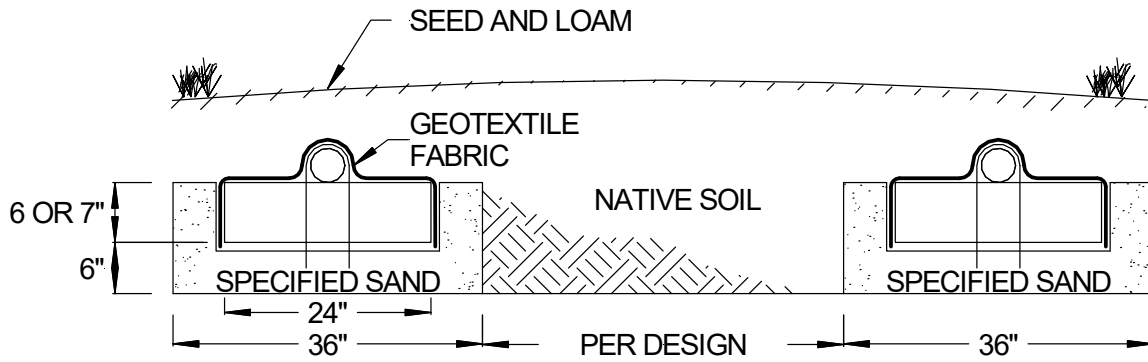 SEED AND LOAM
GEOTEXTILE
FABRIC
6 OR 7"
NATIVE SOIL
6"
SPECIFIED SAND
SPECIFIED SAND
24"
36"
PER DESIGN
36"